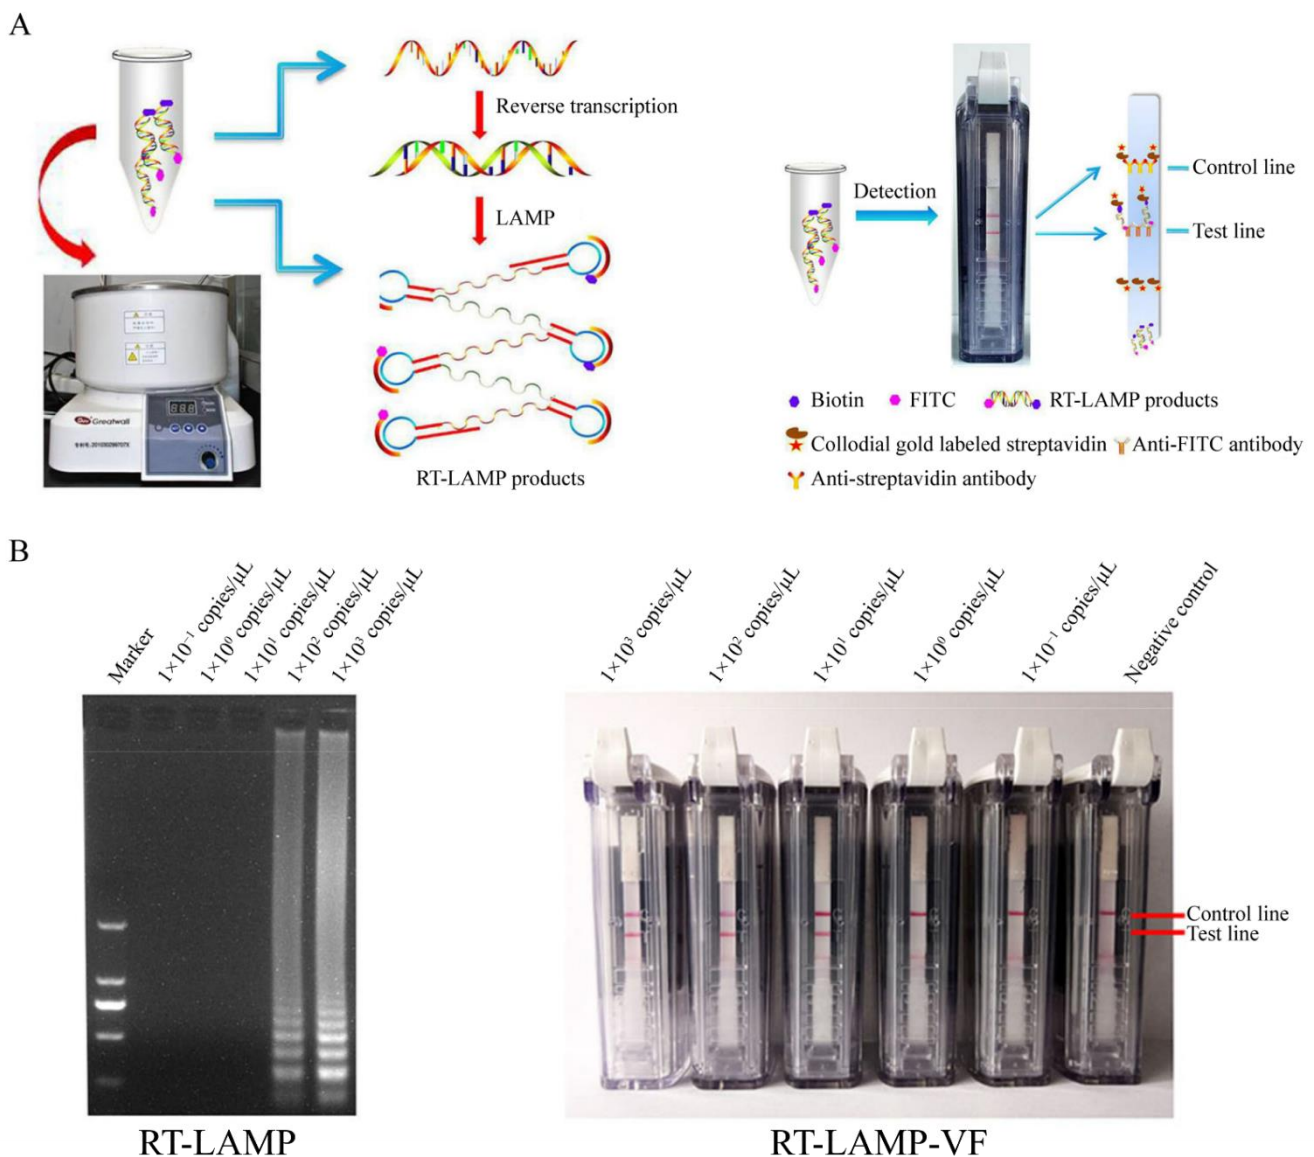 A
Reverse transcription
LAMP
RT-LAMP products
Greatwall
Detection
Control line
Test line
Biotin
FITC
RT-LAMP products
Collodial gold labeled streptavidin
Anti-FITC antibody
Anti-streptavidin antibody
B
Marker
1×10⁻¹ copies/μL
1×10⁰ copies/μL
1×10¹ copies/μL
1×10² copies/μL
1×10³ copies/μL
RT-LAMP
1×10³ copies/μL
1×10² copies/μL
1×10¹ copies/μL
1×10⁰ copies/μL
1×10⁻¹ copies/μL
Negative control
Control line
Test line
RT-LAMP-VF